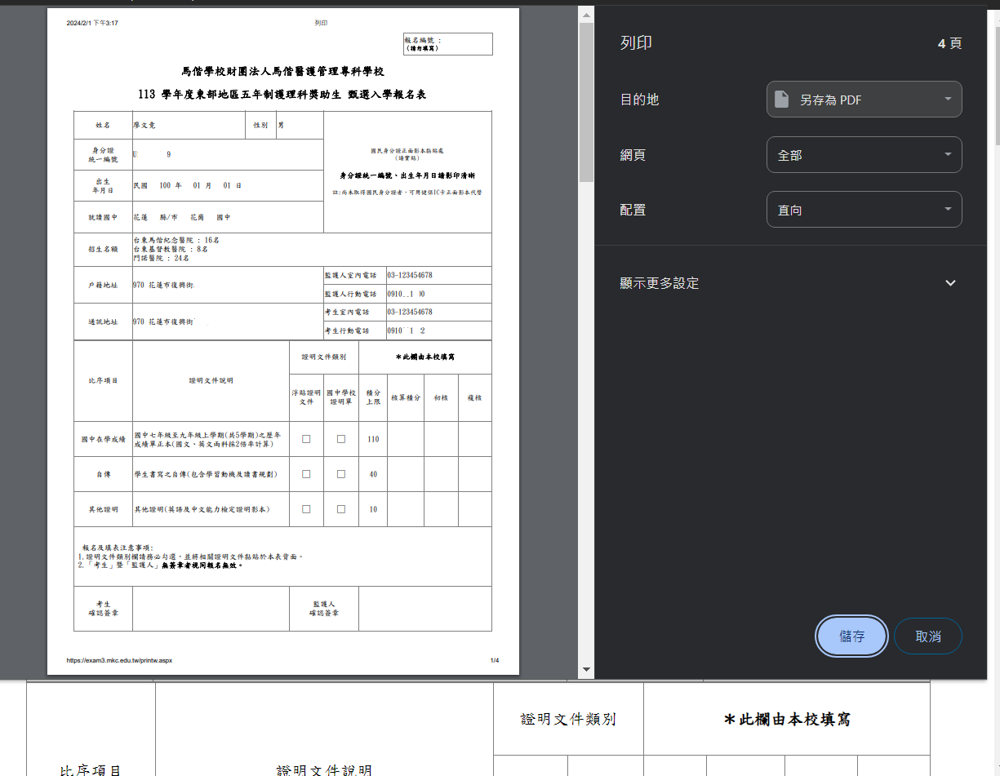 2024/2/1 下午3:17
列印
報名編號 :
(請勿填寫)
馬偕學校財團法人馬偕醫護管理專科學校
113 學年度東部地區五年制護理科獎助生 甄選入學報名表
姓名
廖文竟
性別
男
身分證
統一編號
9
國民身分證正面影本黏貼處
(請實貼)
身分證統一編號、出生年月日請影印清晰
註:尚未取得國民身分證者,可用健保IC卡正面影本代替
出生
年月日
民國 100 年 01 月 01 日
就讀國中
花蓮 縣/市 花崗 國中
招生名額
台東馬偕紀念醫院 : 16名
台東基督教醫院 : 8名
門諾醫院 : 24名
戶籍地址
970 花蓮市復興街
監護人室內電話
03-123454678
監護人行動電話
0910
通訊地址
970 花蓮市復興街
考生室內電話
03-123454678
考生行動電話
0910
比序項目
證明文件說明
證明文件類別
＊此欄由本校填寫
浮貼證明
文件
國中學校
證明單
積分
上限
核算積分
初核
複核
國中在學成績
國中七年級至九年級上學期(共5學期)之歷年
成績單正本(國文、英文兩科採2倍率計算)
□ □ 110
自傳
學生書寫之自傳(包含學習動機及讀書規劃)
□ □ 40
其他證明
其他證明(英語及中文能力檢定證明影本)
□ □ 10
報名及填表注意事項:
1.證明文件類別欄請務必勾選，並將相關證明文件黏貼於本表背面。
2.「考生」暨「監護人」無簽章者視同報名無效。
考生
確認簽章
監護人
確認簽章
https://exam3.mkc.edu.tw/printw.aspx
1/4
列印
4 頁
目的地
另存為 PDF
網頁
全部
配置
直向
顯示更多設定
儲存
取消
證明文件類別
＊此欄由本校填寫
比序項目
證明文件說明